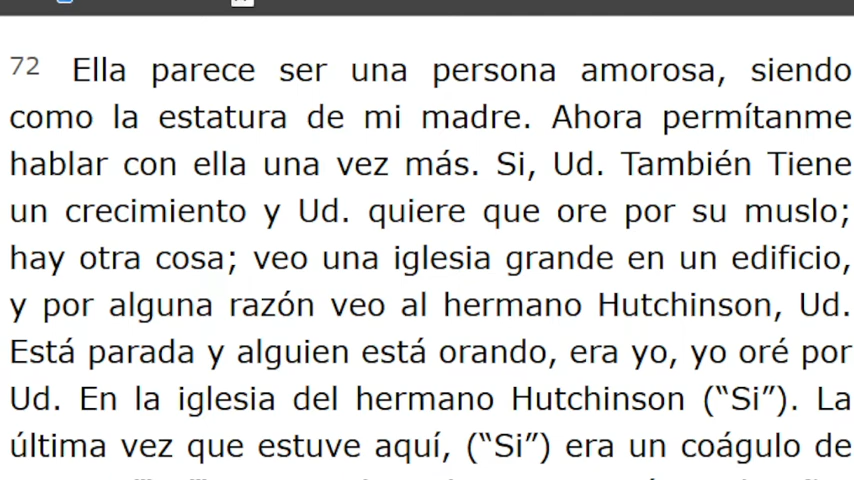 72 Ella parece ser una persona amorosa, siendo
como la estatura de mi madre. Ahora permítanme
hablar con ella una vez más. Si, Ud. También Tiene
un crecimiento y Ud. quiere que ore por su muslo;
hay otra cosa; veo una iglesia grande en un edificio,
y por alguna razón veo al hermano Hutchinson, Ud.
Está parada y alguien está orando, era yo, yo oré por
Ud. En la iglesia del hermano Hutchinson (“Si”). La
última vez que estuve aquí, (“Si”) era un coágulo de